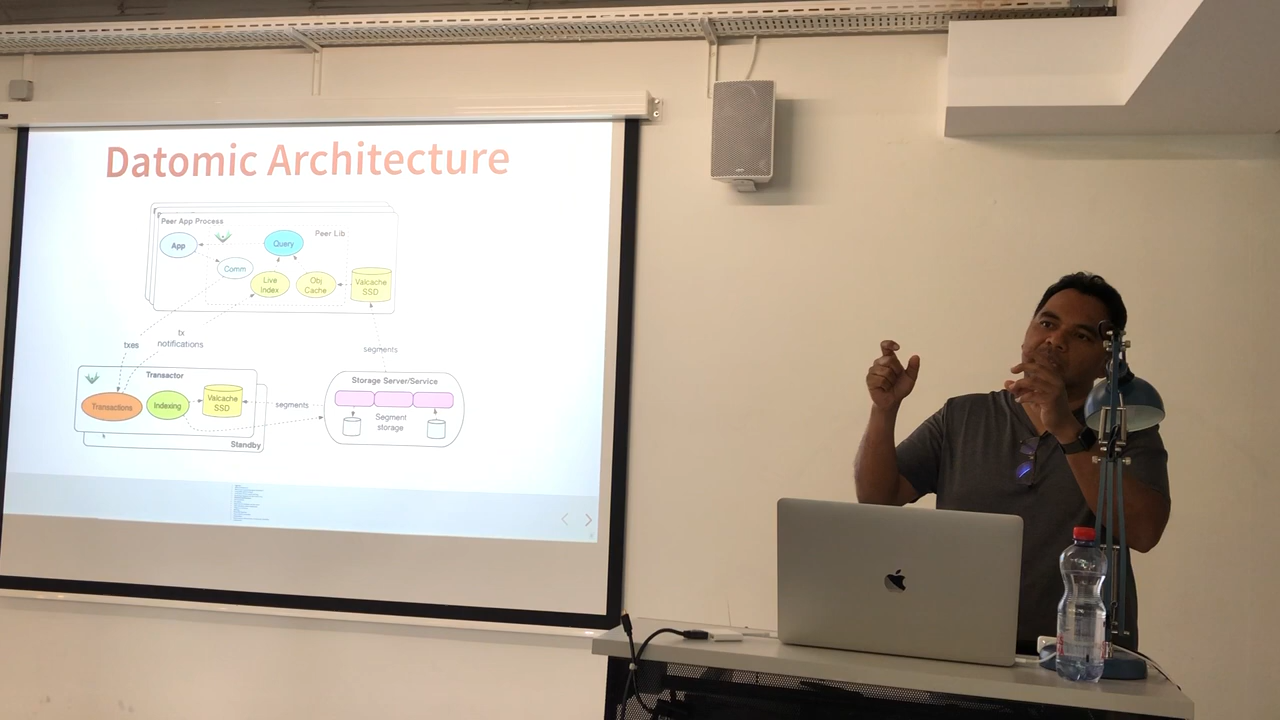 Datomic Architecture
Peer App Process
App
Query
Peer Lib
Comm
Live
Index
Obj
Cache
Valcache
SSD
txes
tx
notifications
segments
Transactor
Transactions
Indexing
Valcache
SSD
Standby
segments
Storage Server/Service
Segment
storage